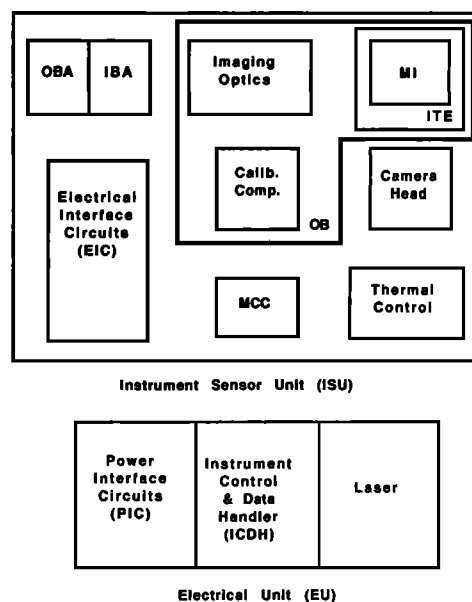 OBA IBA
Imaging
Optics
MI
ITE
Calib.
Comp.
OB
Camera
Head
Electrical
Interface
Circuits
(EIC)
MCC
Thermal
Control
Instrument Sensor Unit (ISU)
Power
Interface
Circuits
(PIC)
Instrument
Control
& Data
Handler
(ICDH)
Laser
Electrical Unit (EU)